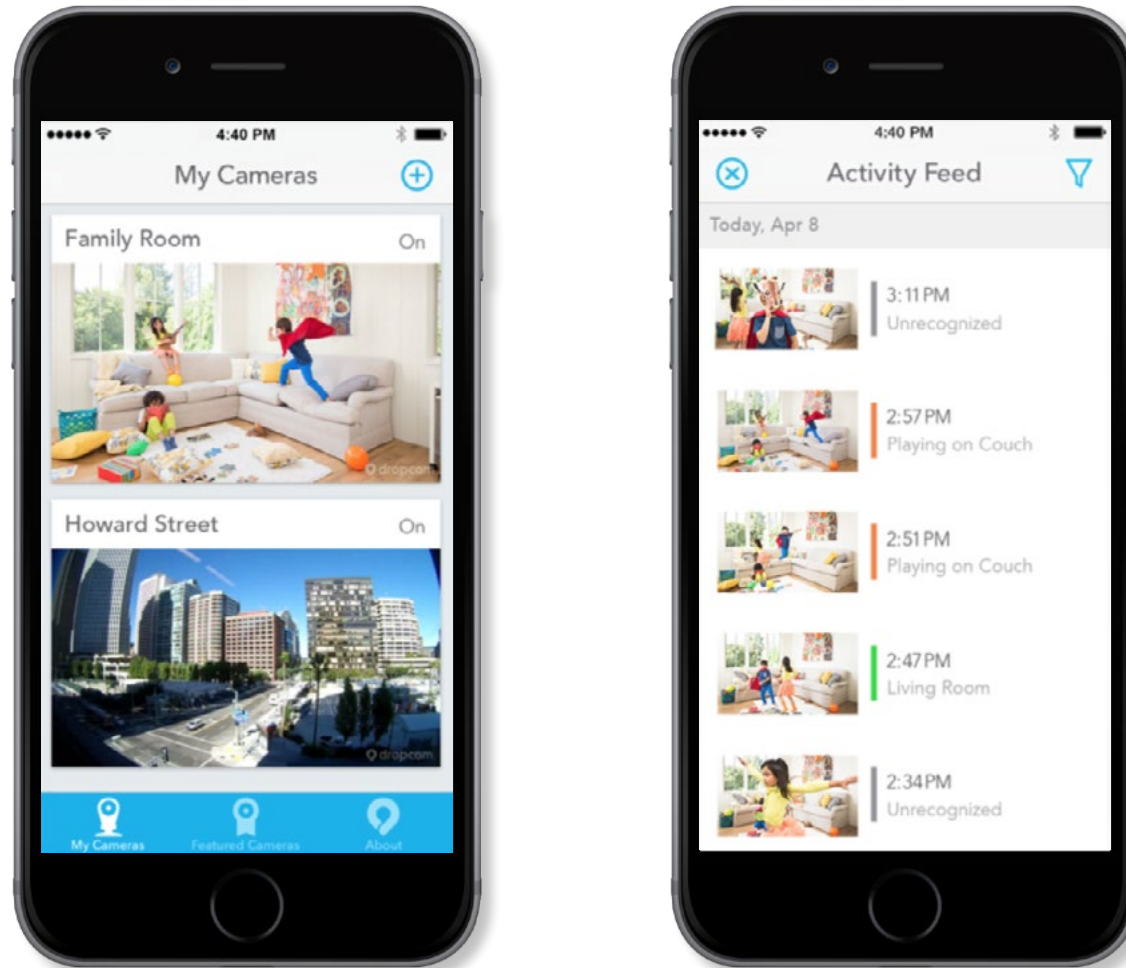 4:40 PM
My Cameras
Family Room
On
dropcam
Howard Street
On
dropcam
My Cameras
Featured Cameras
About
4:40 PM
Activity Feed
Today, Apr 8
3:11 PM
Unrecognized
2:57 PM
Playing on Couch
2:51 PM
Playing on Couch
2:47 PM
Living Room
2:34 PM
Unrecognized